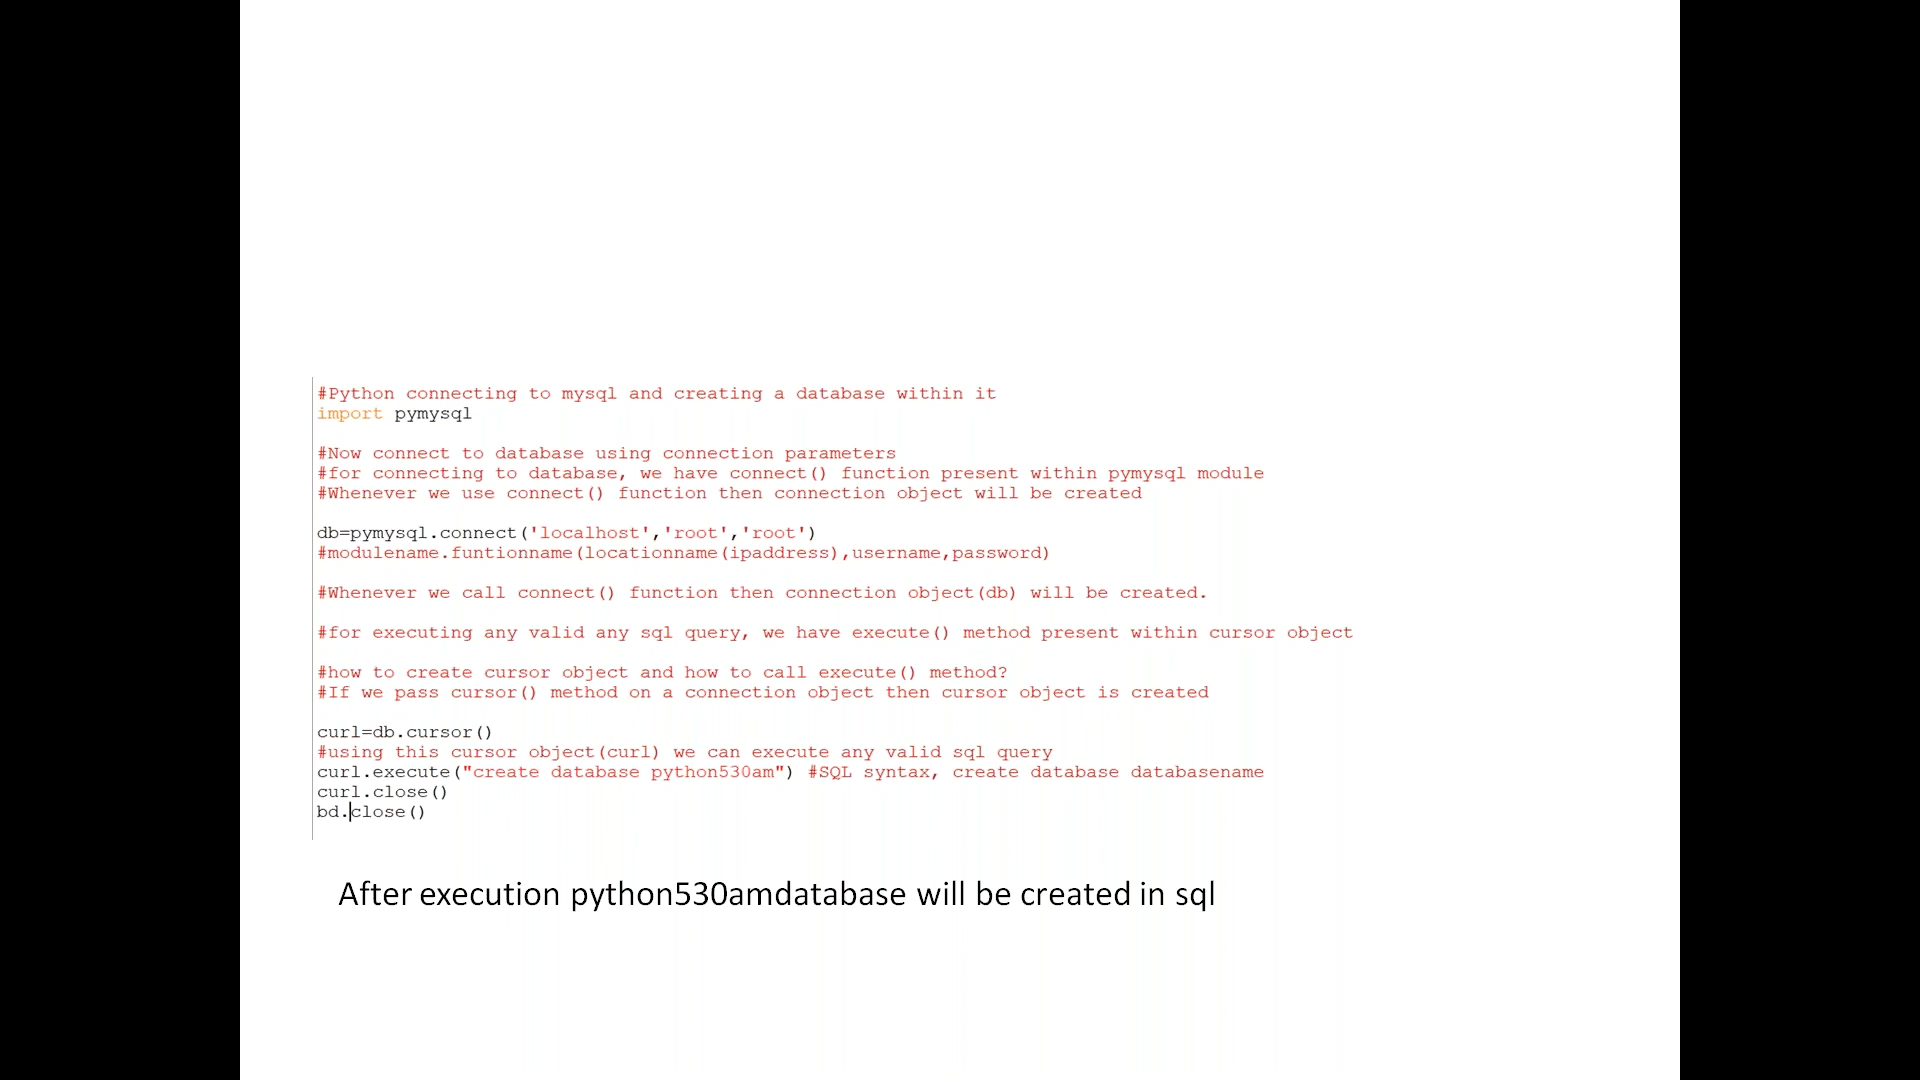 #Python connecting to mysql and creating a database within it
import pymysql
#Now connect to database using connection parameters
#for connecting to database, we have connect() function present within pymysql module
#Whenever we use connect() function then connection object will be created
db=pymysql.connect('localhost','root','root')
#modulename.funtionname(locationname(ipaddress),username,password)
#Whenever we call connect() function then connection object(db) will be created.
#for executing any valid any sql query, we have execute() method present within cursor object
#how to create cursor object and how to call execute() method?
#If we pass cursor() method on a connection object then cursor object is created
curl=db.cursor()
#using this cursor object(curl) we can execute any valid sql query
curl.execute("create database python530am") #SQL syntax, create database databasename
curl.close()
bd.close()
After execution python530amdatabase will be created in sql